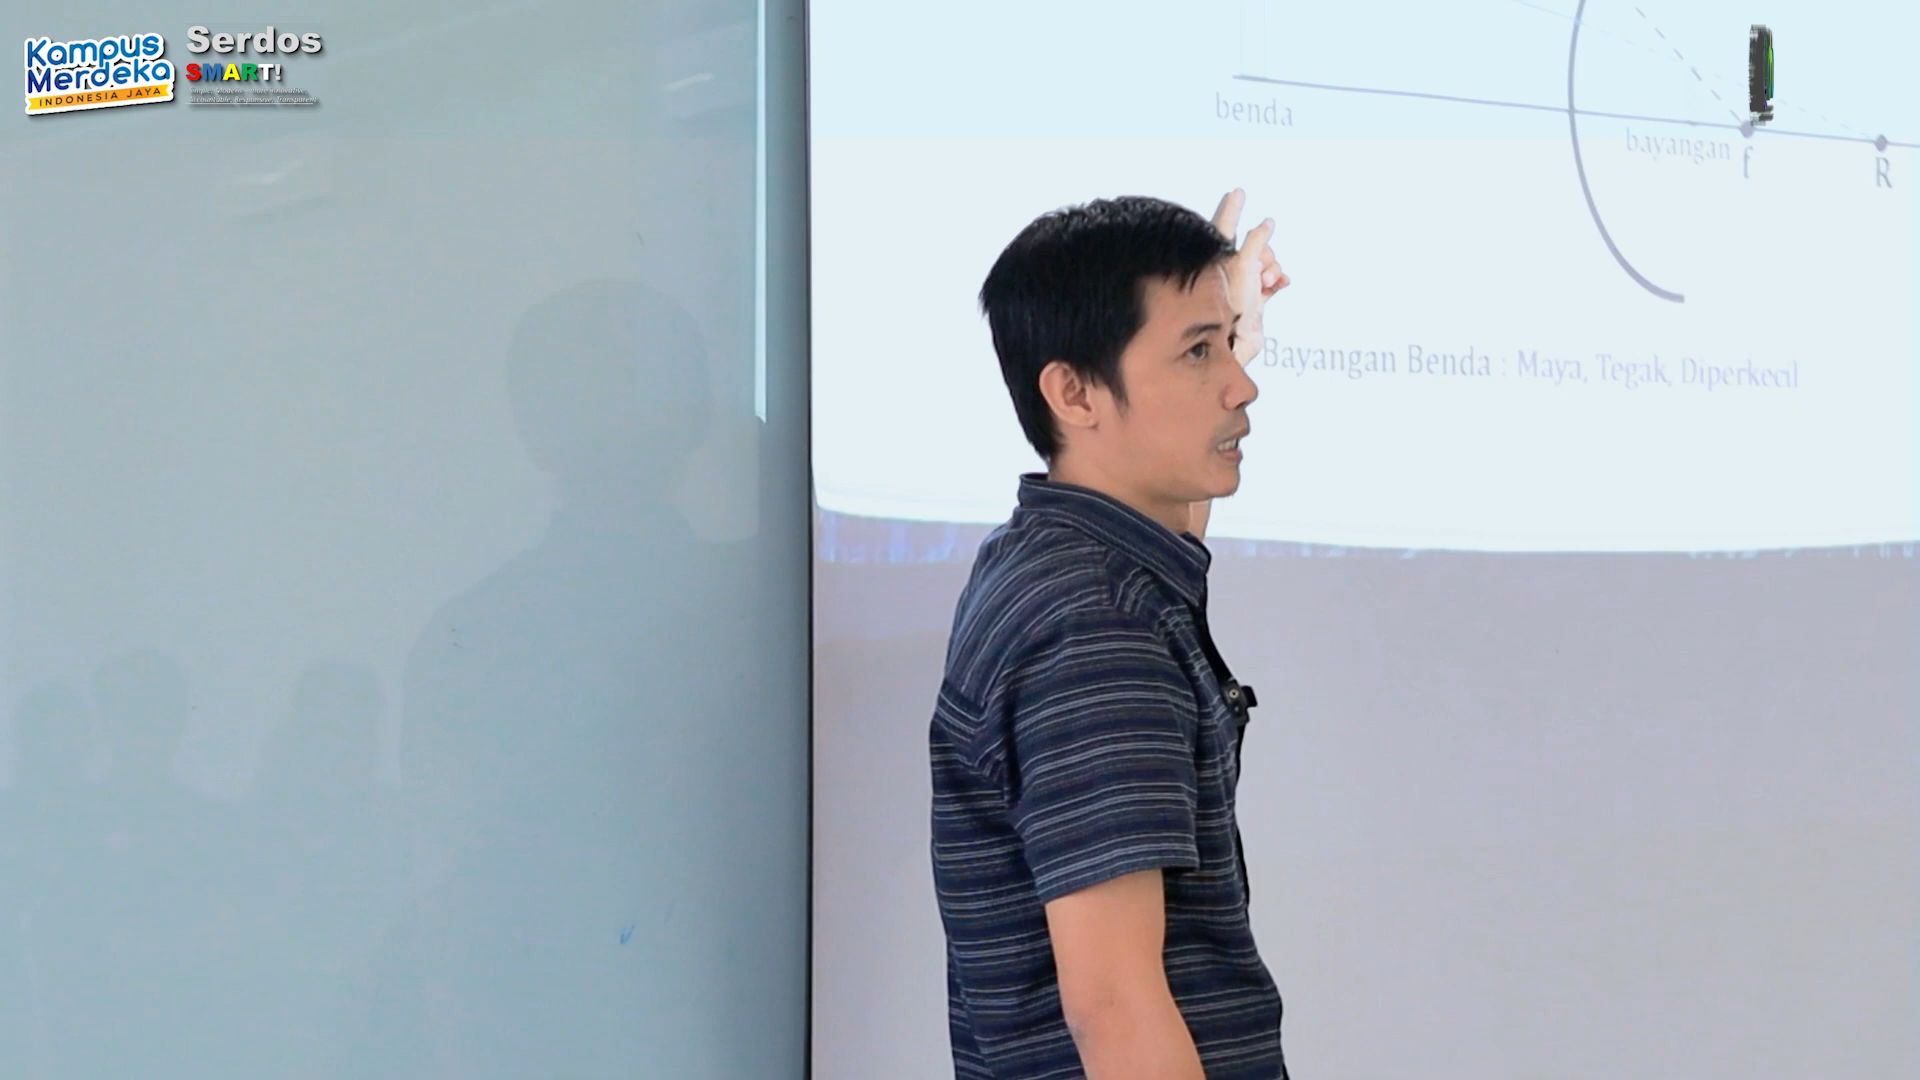 Kampus
Merdeka
INDONESIA JAYA
Serdos
SMART!
benda
bayangan
f
R
Bayangan Benda : Maya, Tegak, Diperkecil